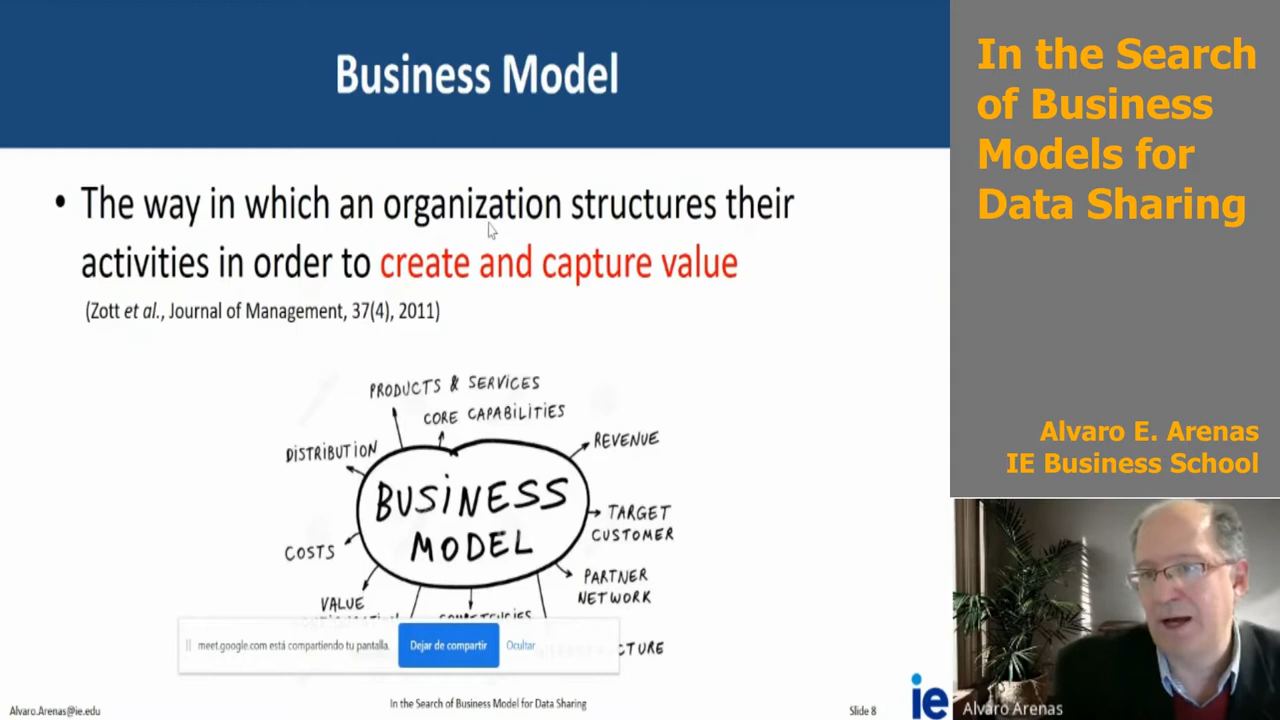 Business Model
• The way in which an organization structures their
activities in order to create and capture value
(Zott et al., Journal of Management, 37(4), 2011)
PRODUCTS & SERVICES
CORE CAPABILITIES
DISTRIBUTION
REVENUE
BUSINESS
MODEL
TARGET
CUSTOMER
COSTS
PARTNER
NETWORK
VALUE
COMPETENCIES
meet.google.com está compartiendo tu pantalla.
Dejar de compartir
Ocultar
Alvaro.Arenas@ie.edu
In the Search of Business Model for Data Sharing
Slide 8
ie
In the Search
of Business
Models for
Data Sharing
Alvaro E. Arenas
IE Business School
Alvaro Arenas